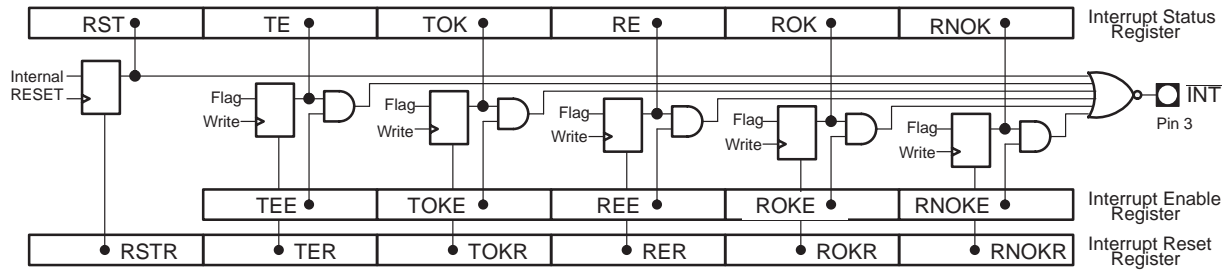 RST TE TOK RE ROK RNOK Interrupt Status
Register
Internal
RESET
Flag
Write
Flag
Write
Flag
Write
Flag
Write
Flag
Write
INT
Pin 3
TEE TOKE REE ROKE RNOKE Interrupt Enable
Register
RSTR TER TOKR RER ROKR RNOKR Interrupt Reset
Register